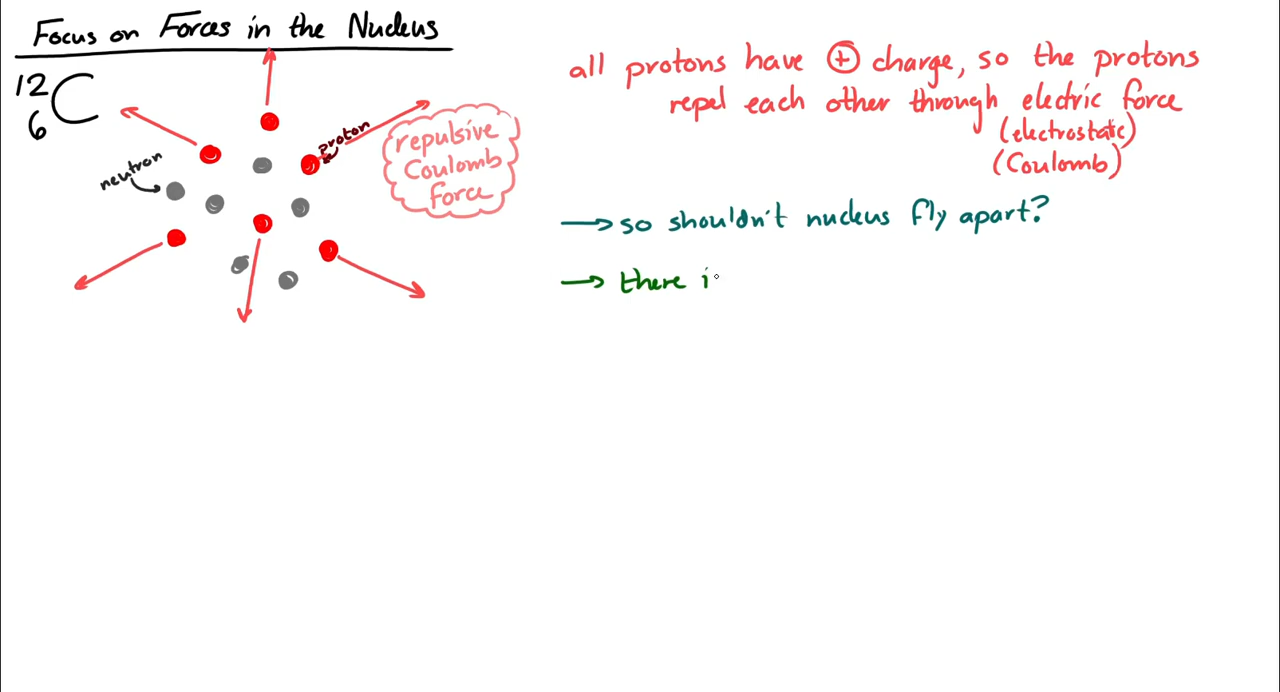 Focus on Forces in the Nucleus
12
6
C
neutron
proton
repulsive
Coulomb
force
all protons have + charge, so the protons
repel each other through electric force
(electrostatic)
(Coulomb)
→ so shouldn't nucleus fly apart?
→ there i